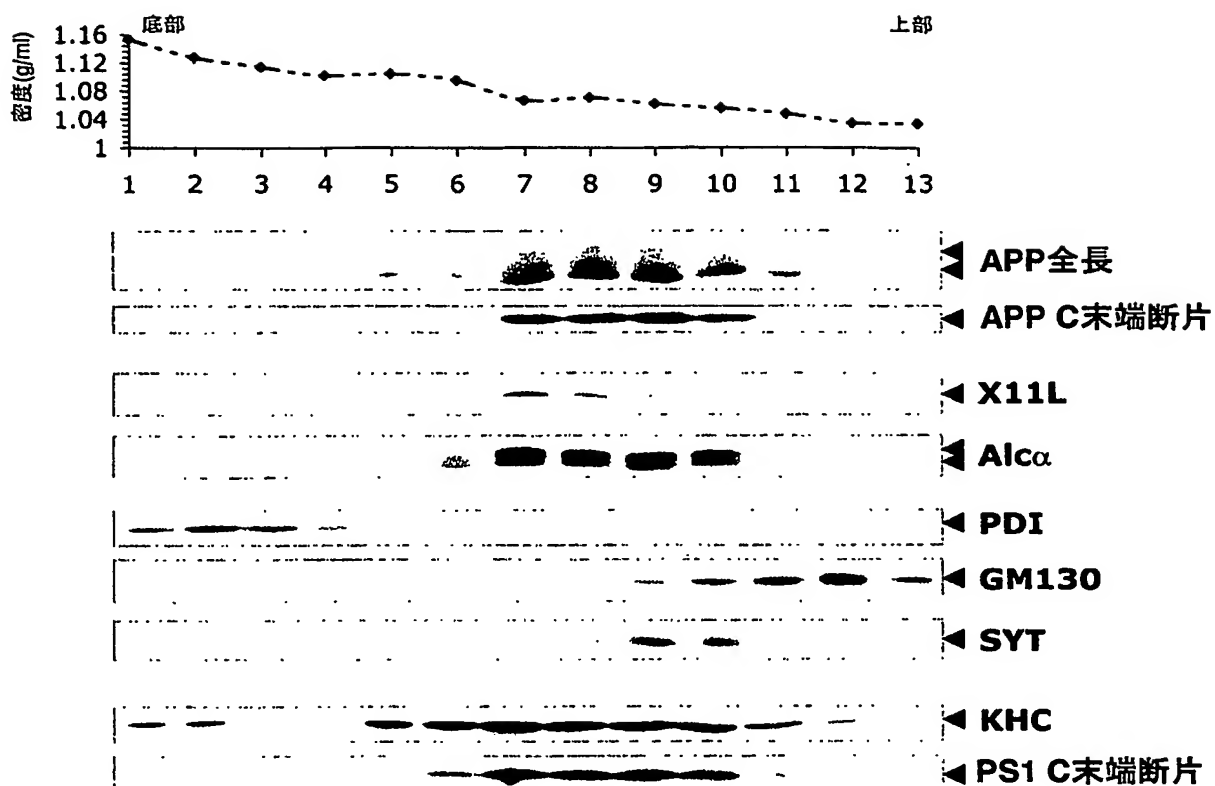 底部
上部
密度(g/ml)
1.16
1.12
1.08
1.04
1
1 2 3 4 5 6 7 8 9 10 11 12 13
APP全長
APP C末端断片
X11L
Alcα
PDI
GM130
SYT
KHC
PS1 C末端断片